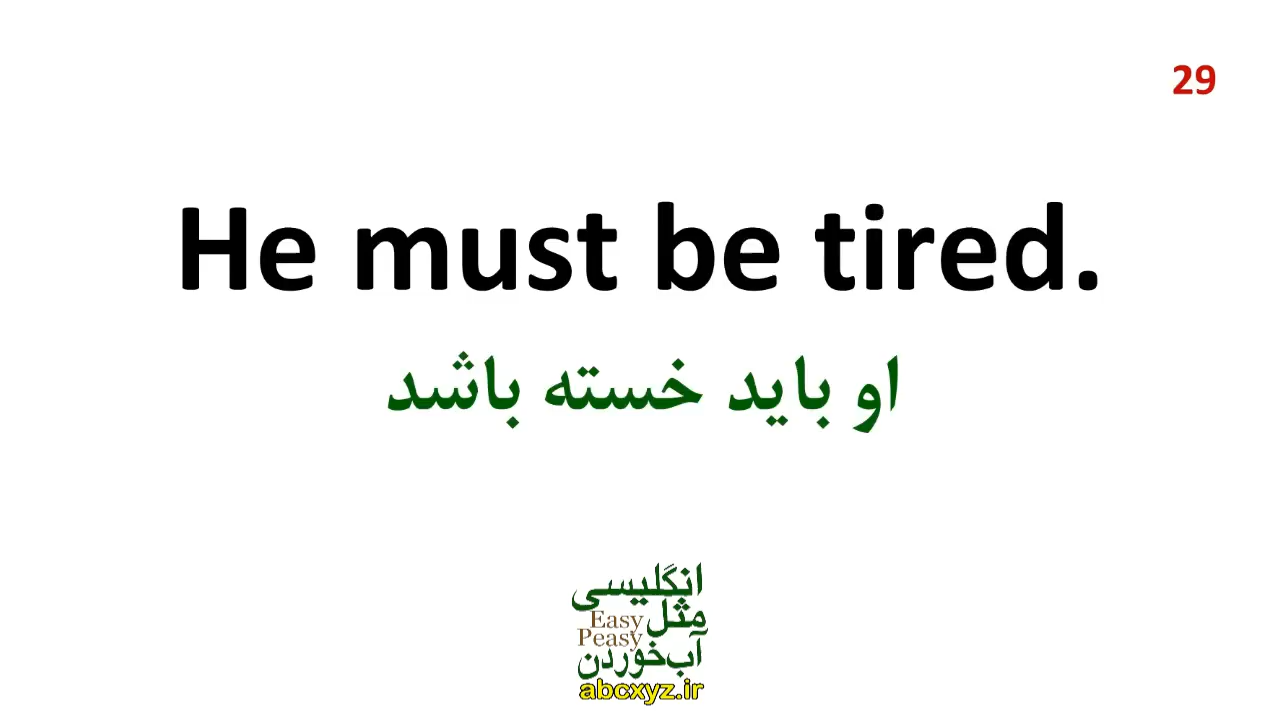 29
He must be tired.
او باید خسته باشد
انگلیسی
مثل
Easy
Peasy
آب‌خوردن
abcxyz.ir